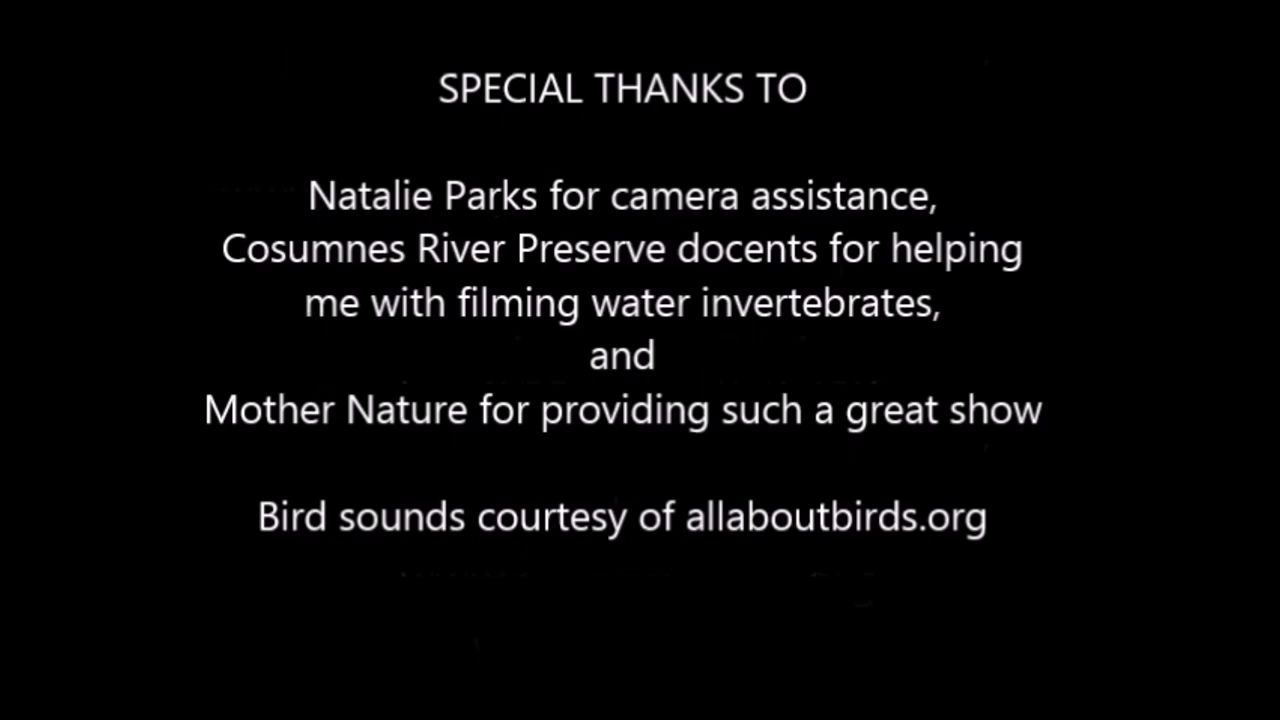 SPECIAL THANKS TO
Natalie Parks for camera assistance,
Cosumnes River Preserve docents for helping
me with filming water invertebrates,
and
Mother Nature for providing such a great show
Bird sounds courtesy of allaboutbirds.org